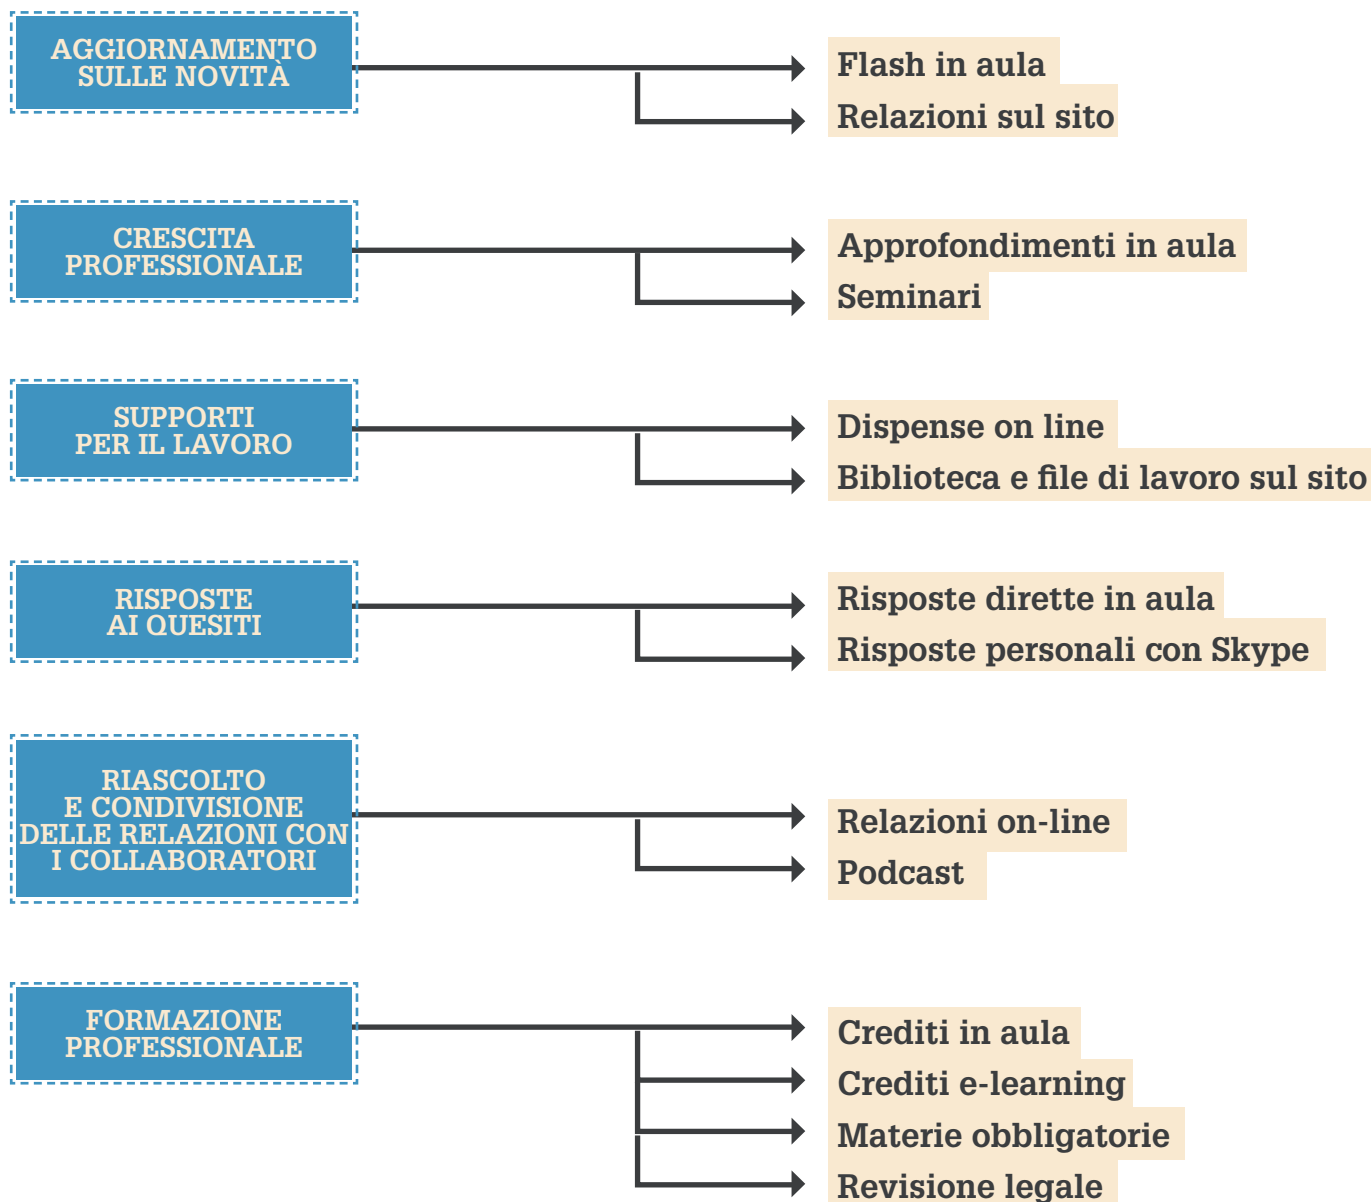 AGGIORNAMENTO
SULLE NOVITÀ
Flash in aula
Relazioni sul sito
CRESCITA
PROFESSIONALE
Approfondimenti in aula
Seminari
SUPPORTI
PER IL LAVORO
Dispense on line
Biblioteca e file di lavoro sul sito
RISPOSTE
AI QUESITI
Risposte dirette in aula
Risposte personali con Skype
RIASCOLTO
E CONDIVISIONE
DELLE RELAZIONI CON
I COLLABORATORI
Relazioni on-line
Podcast
FORMAZIONE
PROFESSIONALE
Crediti in aula
Crediti e-learning
Materie obbligatorie
Revisione legale